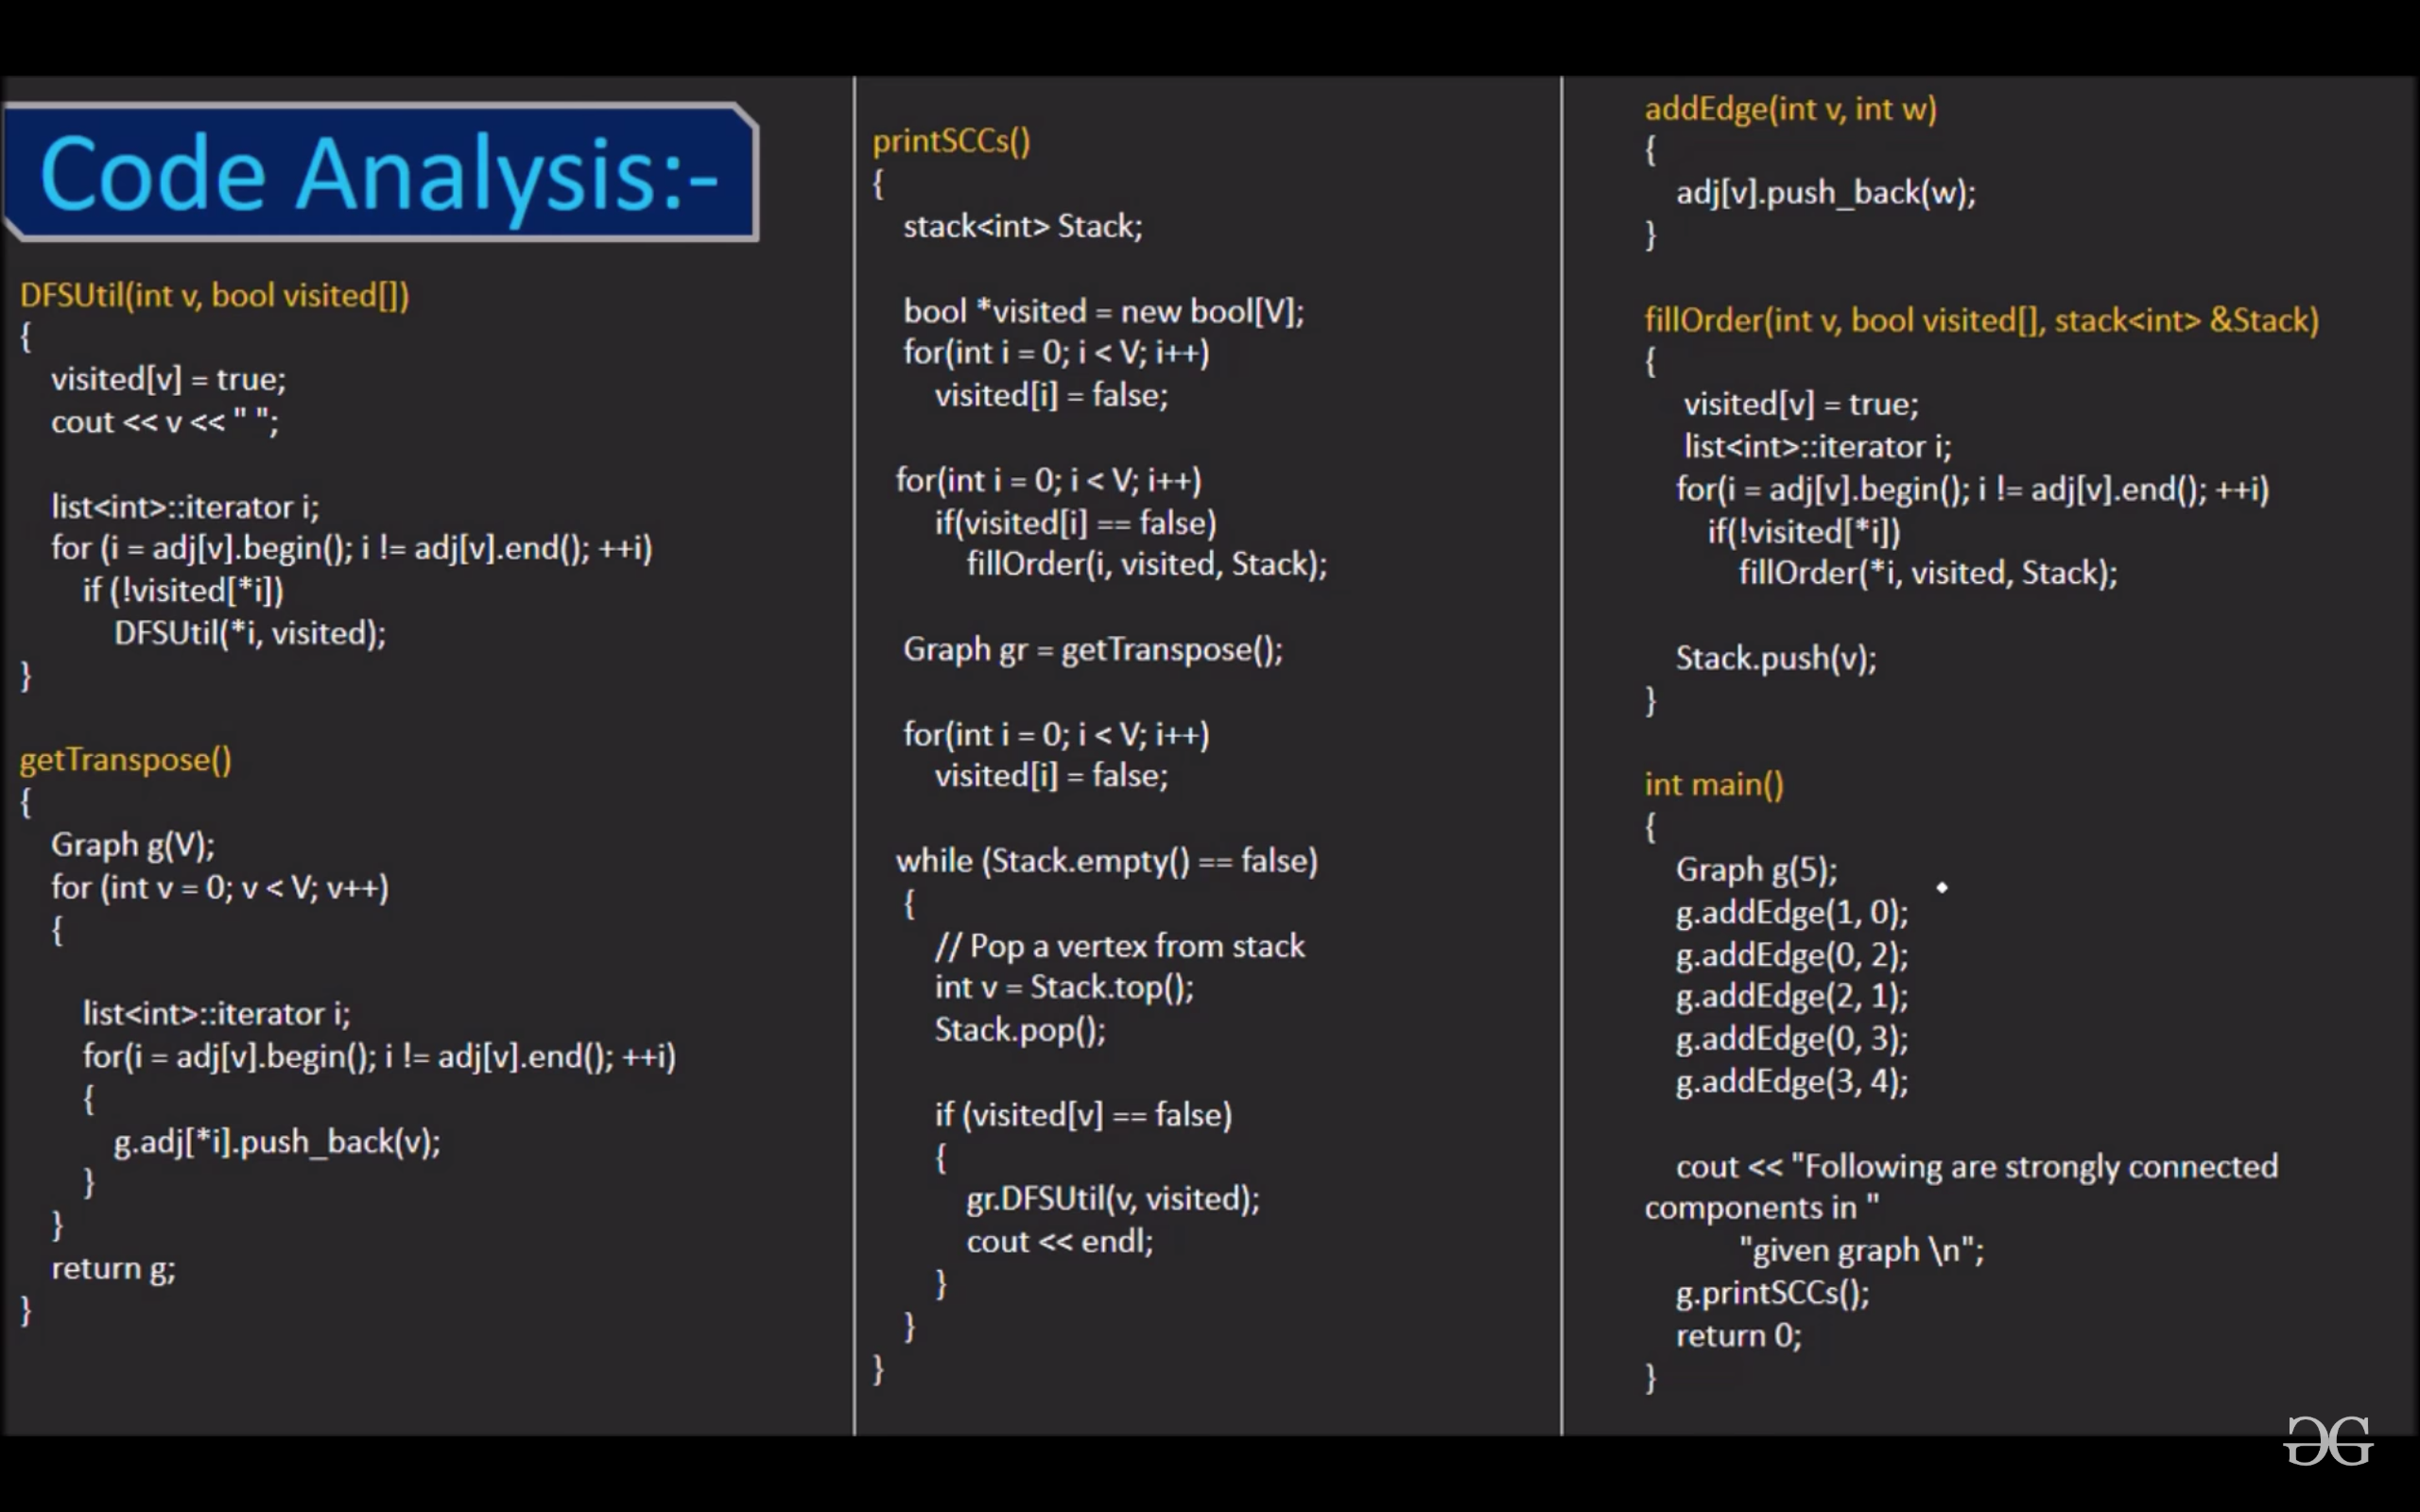 Code Analysis:-
DFSUtil(int v, bool visited[])
{
visited[v] = true;
cout << v << " ";
list<int>::iterator i;
for (i = adj[v].begin(); i != adj[v].end(); ++i)
if (!visited[*i])
DFSUtil(*i, visited);
}
getTranspose()
{
Graph g(V);
for (int v = 0; v < V; v++)
{
list<int>::iterator i;
for(i = adj[v].begin(); i != adj[v].end(); ++i)
{
g.adj[*i].push_back(v);
}
}
return g;
}
printSCCs()
{
stack<int> Stack;
bool *visited = new bool[V];
for(int i = 0; i < V; i++)
visited[i] = false;
for(int i = 0; i < V; i++)
if(visited[i] == false)
fillOrder(i, visited, Stack);
Graph gr = getTranspose();
for(int i = 0; i < V; i++)
visited[i] = false;
while (Stack.empty() == false)
{
// Pop a vertex from stack
int v = Stack.top();
Stack.pop();
if (visited[v] == false)
{
gr.DFSUtil(v, visited);
cout << endl;
}
}
}
addEdge(int v, int w)
{
adj[v].push_back(w);
}
fillOrder(int v, bool visited[], stack<int> &Stack)
{
visited[v] = true;
list<int>::iterator i;
for(i = adj[v].begin(); i != adj[v].end(); ++i)
if(!visited[*i])
fillOrder(*i, visited, Stack);
Stack.push(v);
}
int main()
{
Graph g(5);
g.addEdge(1, 0);
g.addEdge(0, 2);
g.addEdge(2, 1);
g.addEdge(0, 3);
g.addEdge(3, 4);
cout << "Following are strongly connected
components in "
"given graph \n";
g.printSCCs();
return 0;
}